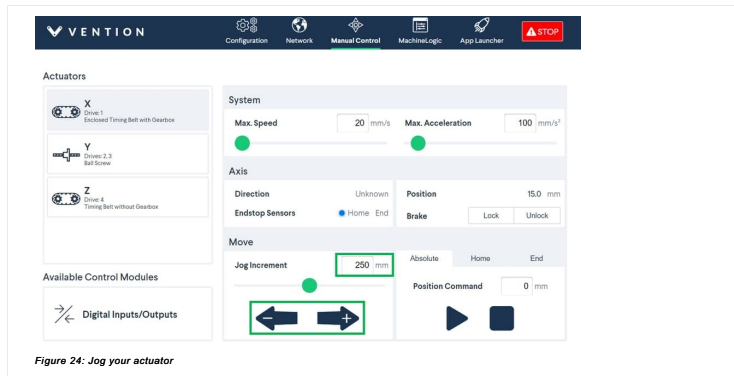 VENTION
Configuration Network Manual Control MachineLogic App Launcher STOP
Actuators
X
Drive: 1
Enclosed Timing Belt with Gearbox
Y
Drives: 2, 3
Ball Screw
Z
Drive: 4
Timing Belt without Gearbox
Available Control Modules
Digital Inputs/Outputs
System
Max. Speed 20 mm/s Max. Acceleration 100 mm/s²
Axis
Direction Unknown Position 15.0 mm
Endstop Sensors Home End Brake Lock Unlock
Move
Jog Increment 250 mm Absolute Home End
Position Command 0 mm
- +
Figure 24: Jog your actuator